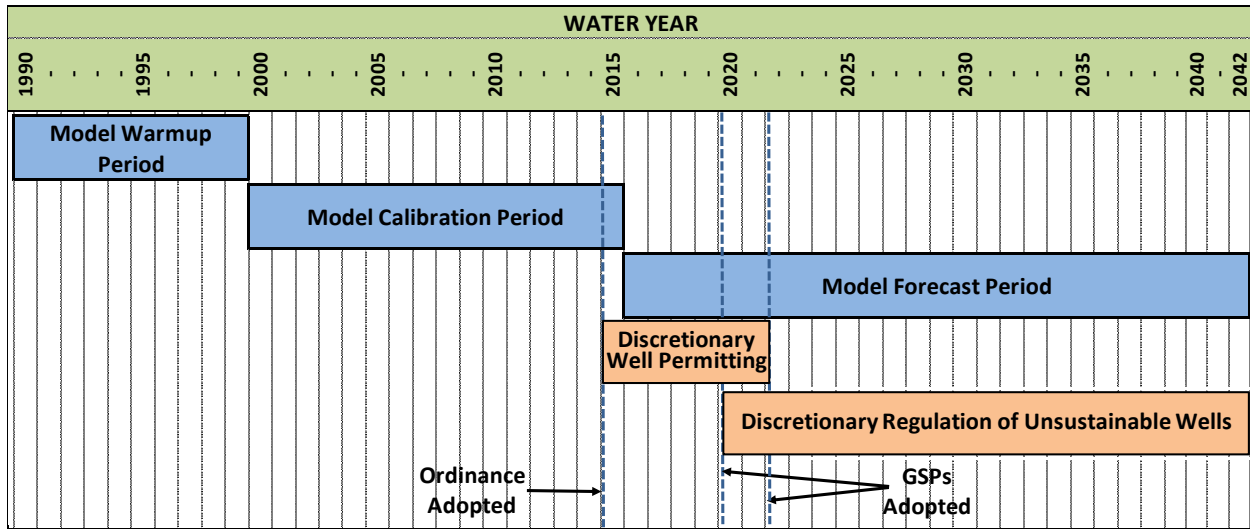 WATER YEAR
1990 - - - - 1995 - - - - 2000 - - - - 2005 - - - - 2010 - - - - 2015 - - - - 2020 - - - - 2025 - - - - 2030 - - - - 2035 - - - - 2040 - 2042
Model Warmup
Period
Model Calibration Period
Model Forecast Period
Discretionary
Well Permitting
Discretionary Regulation of Unsustainable Wells
Ordinance
Adopted
GSPs
Adopted